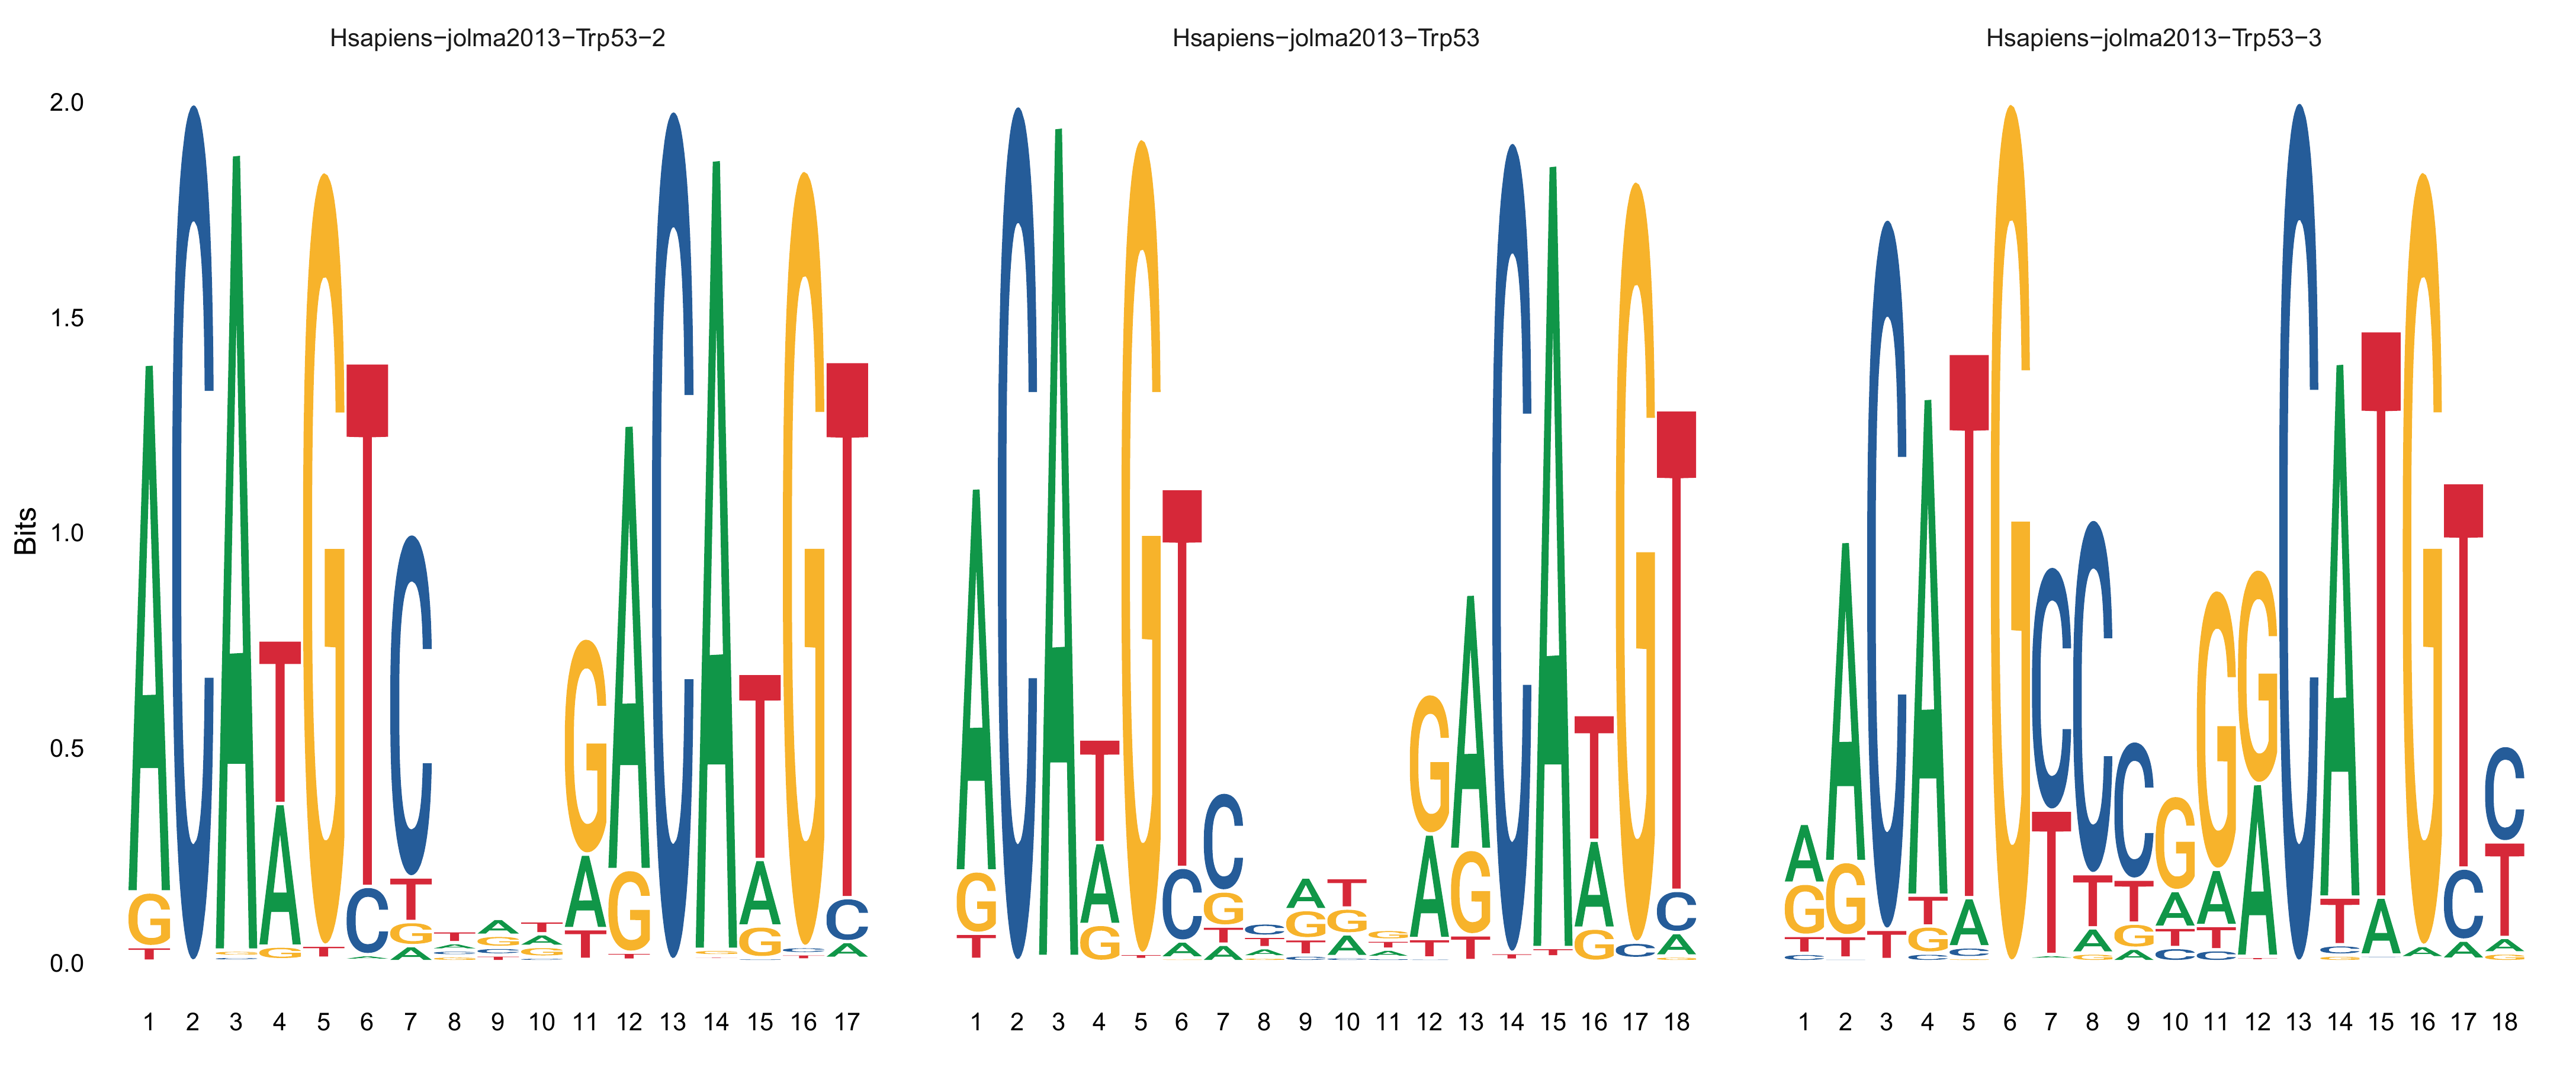 Hsapiens−jolma2013−Trp53−2
Hsapiens−jolma2013−Trp53
Hsapiens−jolma2013−Trp53−3
2.0
1.5
1.0
0.5
0.0
Bits
1 2 3 4 5 6 7 8 9 10 11 12 13 14 15 16 17
1 2 3 4 5 6 7 8 9 10 11 12 13 14 15 16 17 18
1 2 3 4 5 6 7 8 9 10 11 12 13 14 15 16 17 18